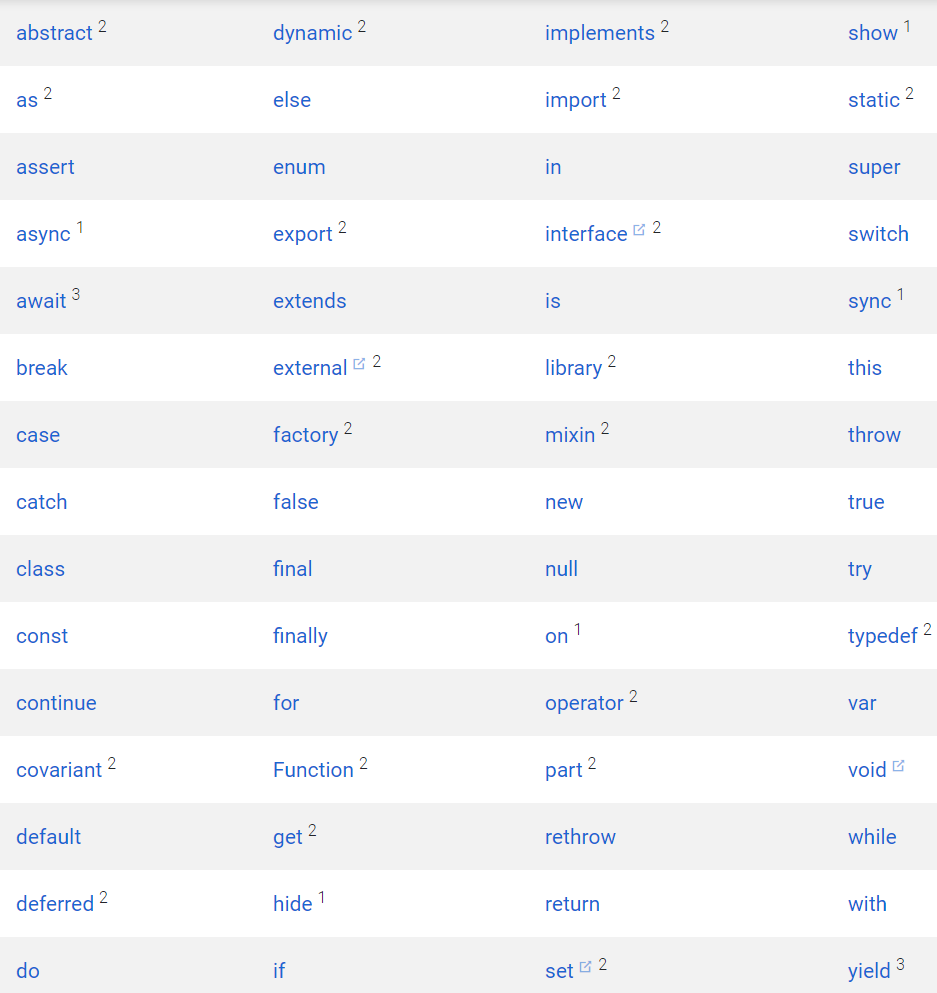 abstract 2 dynamic 2 implements 2 show 1
as 2 else import 2 static 2
assert enum in super
async 1 export 2 interface 2 switch
await 3 extends is sync 1
break external 2 library 2 this
case factory 2 mixin 2 throw
catch false new true
class final null try
const finally on 1 typedef 2
continue for operator 2 var
covariant 2 Function 2 part 2 void
default get 2 rethrow while
deferred 2 hide 1 return with
do if set 2 yield 3